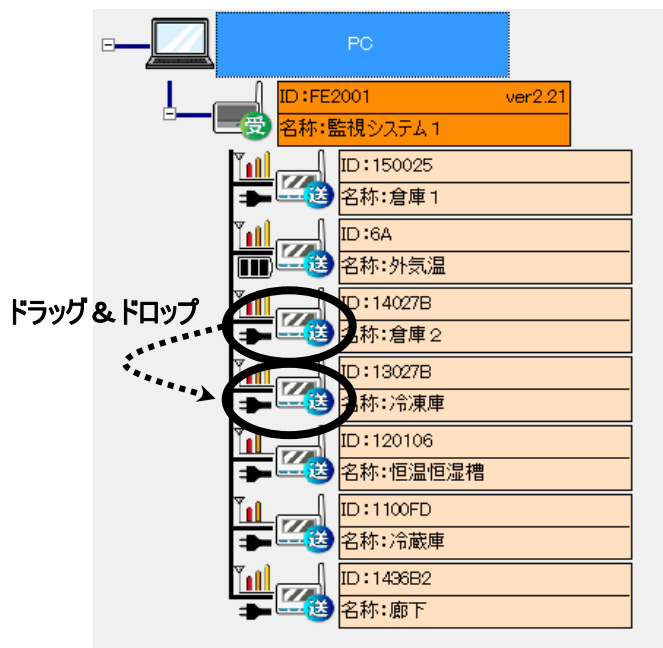 PC
ID:FE2001 ver2.21
受
名称:監視システム1
ID:150025
送
名称:倉庫1
ID:6A
送
名称:外気温
ドラッグ&ドロップ
ID:14027B
送
名称:倉庫2
ID:13027B
送
名称:冷凍庫
ID:120106
送
名称:恒温恒湿槽
ID:1100FD
送
名称:冷蔵庫
ID:1436B2
送
名称:廊下